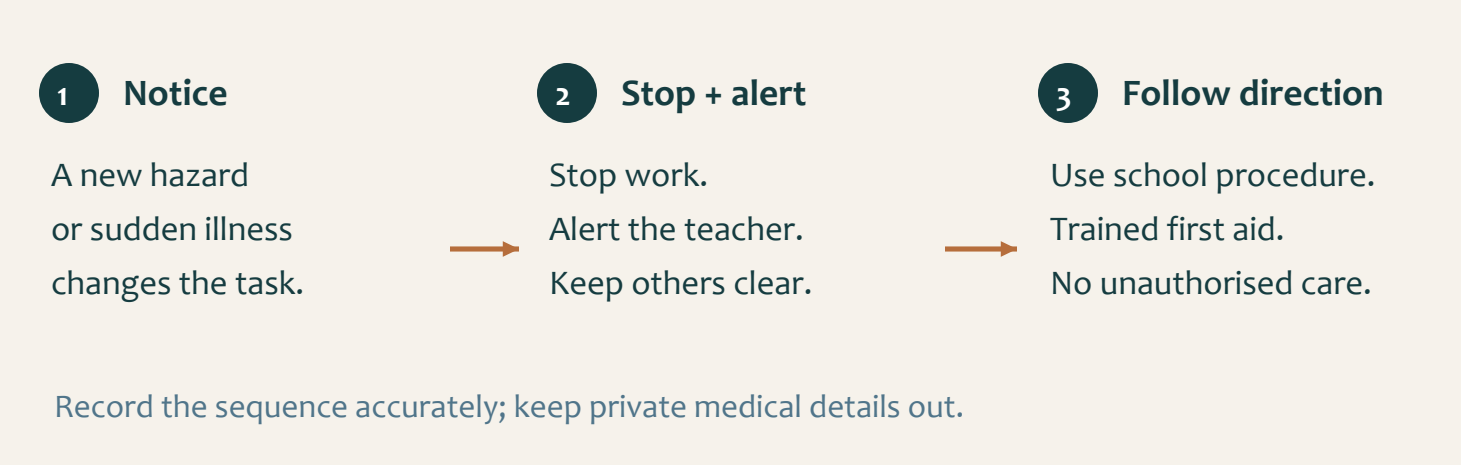 1 Notice
A new hazard
or sudden illness
changes the task.
2 Stop + alert
Stop work.
Alert the teacher.
Keep others clear.
3 Follow direction
Use school procedure.
Trained first aid.
No unauthorised care.
Record the sequence accurately; keep private medical details out.